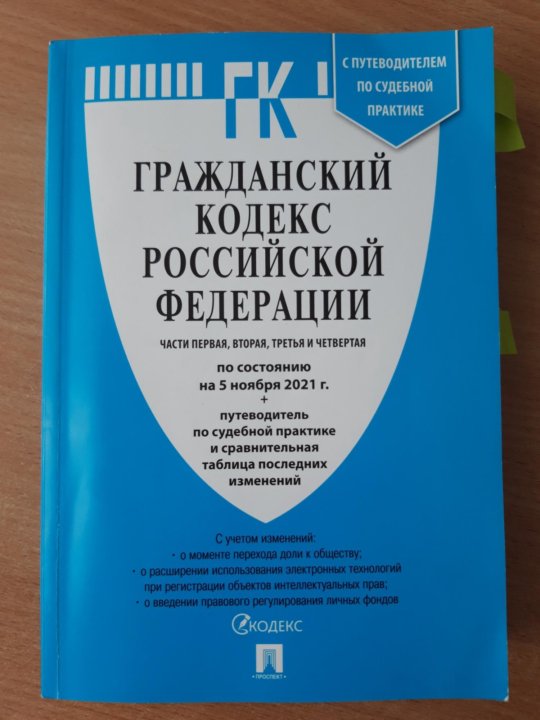 ГК
С ПУТЕВОДИТЕЛЕМ
ПО СУДЕБНОЙ
ПРАКТИКЕ
ГРАЖДАНСКИЙ
КОДЕКС
РОССИЙСКОЙ
ФЕДЕРАЦИИ
ЧАСТИ ПЕРВАЯ, ВТОРАЯ, ТРЕТЬЯ И ЧЕТВЕРТАЯ
по состоянию
на 5 ноября 2021 г.
+
путеводитель
по судебной практике
и сравнительная
таблица последних
изменений
С учетом изменений:
• о моменте перехода доли к обществу;
• о расширении использования электронных технологий
при регистрации объектов интеллектуальных прав;
• о введении правового регулирования личных фондов
КОДЕКС
• ПРОСПЕКТ •